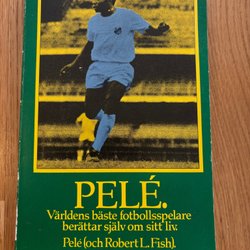 PELÉ.
Världens bäste fotbollsspelare
berättar själv om sitt liv.
Pelé (och Robert L. Fish).